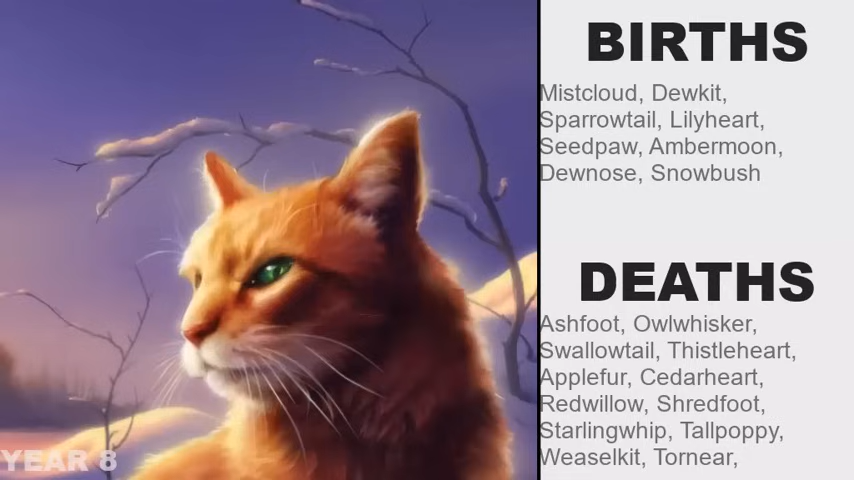 BIRTHS
Mistcloud, Dewkit,
Sparrowtail, Lilyheart,
Seedpaw, Ambermoon,
Dewnose, Snowbush
DEATHS
Ashfoot, Owlwhisker,
Swallowtail, Thistleheart,
Applefur, Cedarheart,
Redwillow, Shredfoot,
Starlingwhip, Tallpoppy,
Weaselkit, Tornear,
YEAR 8